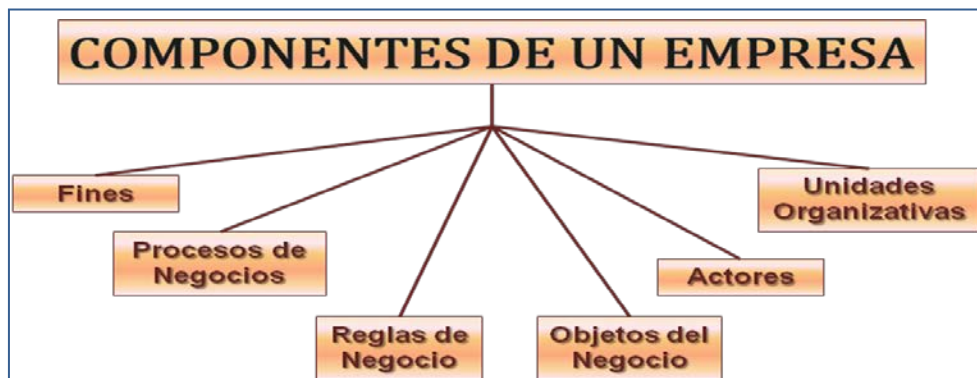 COMPONENTES DE UN EMPRESA
Fines
Procesos de
Negocios
Reglas de
Negocio
Objetos del
Negocio
Actores
Unidades
Organizativas